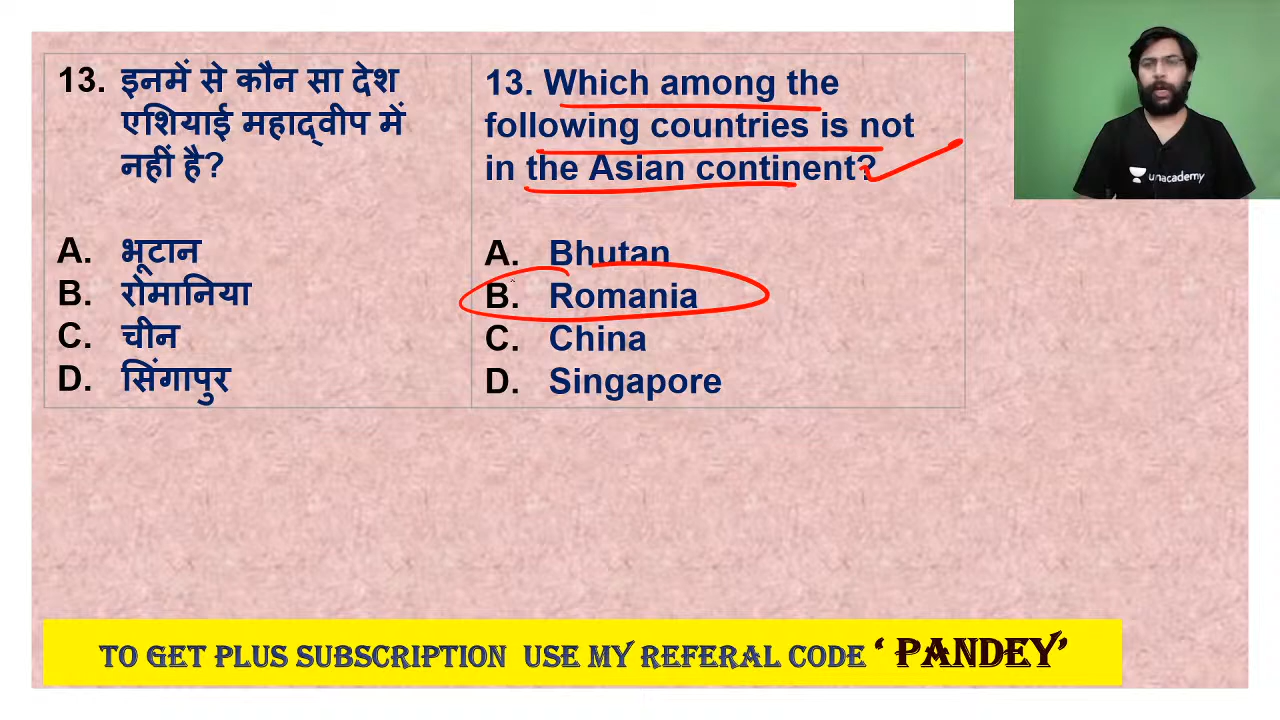 13. इनमें से कौन सा देश
एशियाई महाद्वीप में
नहीं है?
A. भूटान
B. रोमानिया
C. चीन
D. सिंगापुर
13. Which among the
following countries is not
in the Asian continent?
A. Bhutan
B. Romania
C. China
D. Singapore
unacademy
TO GET PLUS SUBSCRIPTION USE MY REFERAL CODE ‘ PANDEY’